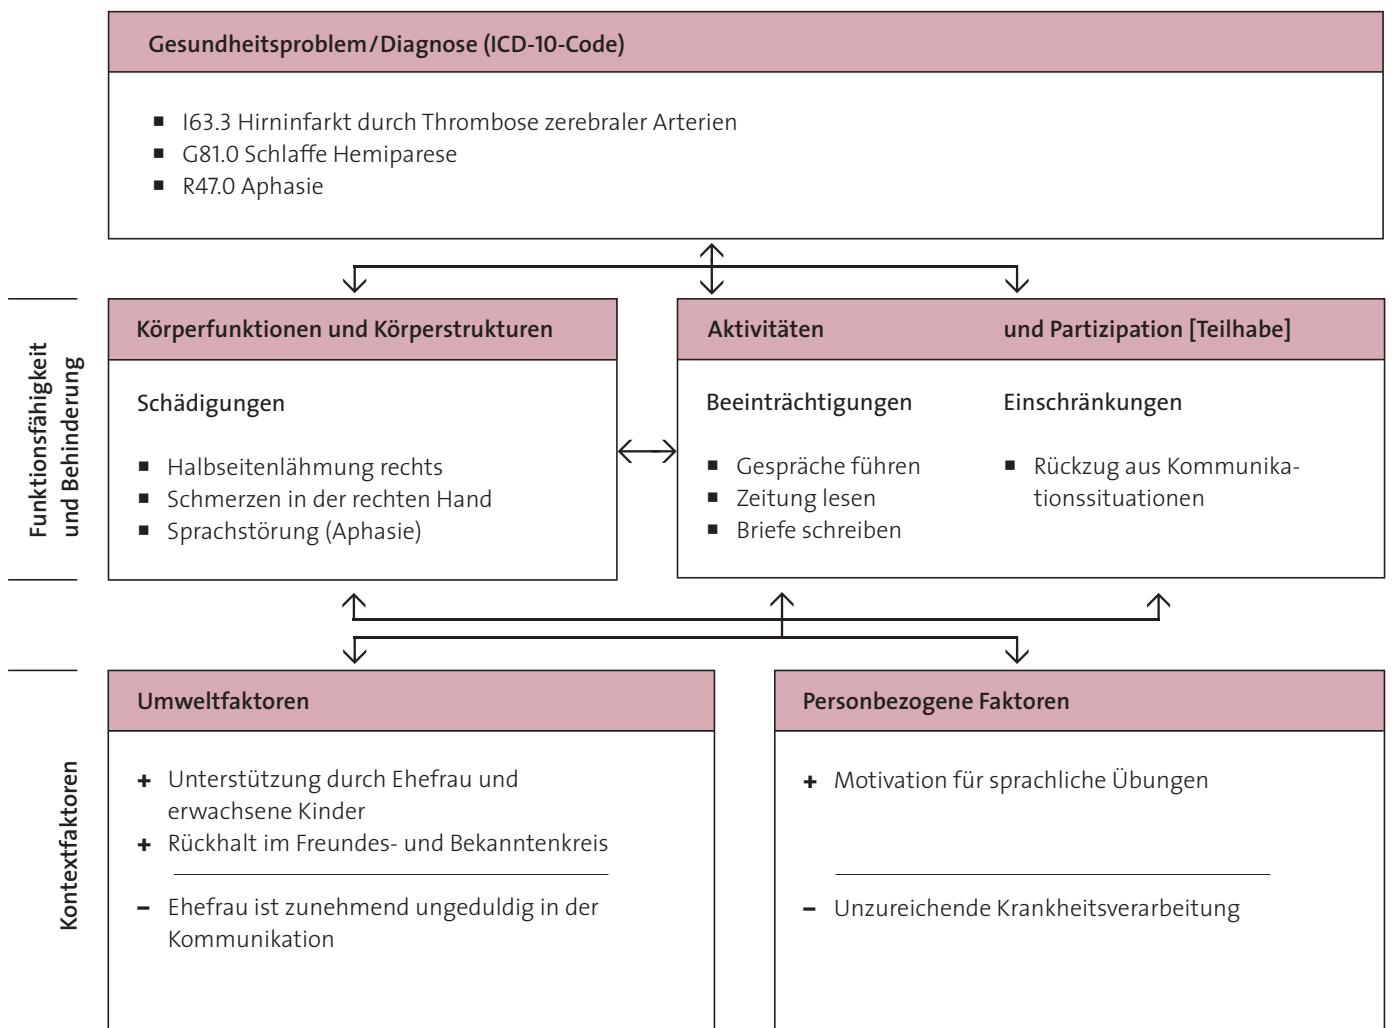 Gesundheitsproblem/Diagnose (ICD-10-Code)
■ I63.3 Hirninfarkt durch Thrombose zerebraler Arterien
■ G81.0 Schlaffe Hemiparese
■ R47.0 Aphasie
Funktionsfähigkeit
und Behinderung
Körperfunktionen und Körperstrukturen
Schädigungen
■ Halbseitenlähmung rechts
■ Schmerzen in der rechten Hand
■ Sprachstörung (Aphasie)
Aktivitäten
und Partizipation [Teilhabe]
Beeinträchtigungen
■ Gespräche führen
■ Zeitung lesen
■ Briefe schreiben
Einschränkungen
■ Rückzug aus Kommunika-
tionssituationen
Kontextfaktoren
Umweltfaktoren
+ Unterstützung durch Ehefrau und
erwachsene Kinder
+ Rückhalt im Freundes- und Bekanntenkreis
– Ehefrau ist zunehmend ungeduldig in der
Kommunikation
Personbezogene Faktoren
+ Motivation für sprachliche Übungen
– Unzureichende Krankheitsverarbeitung